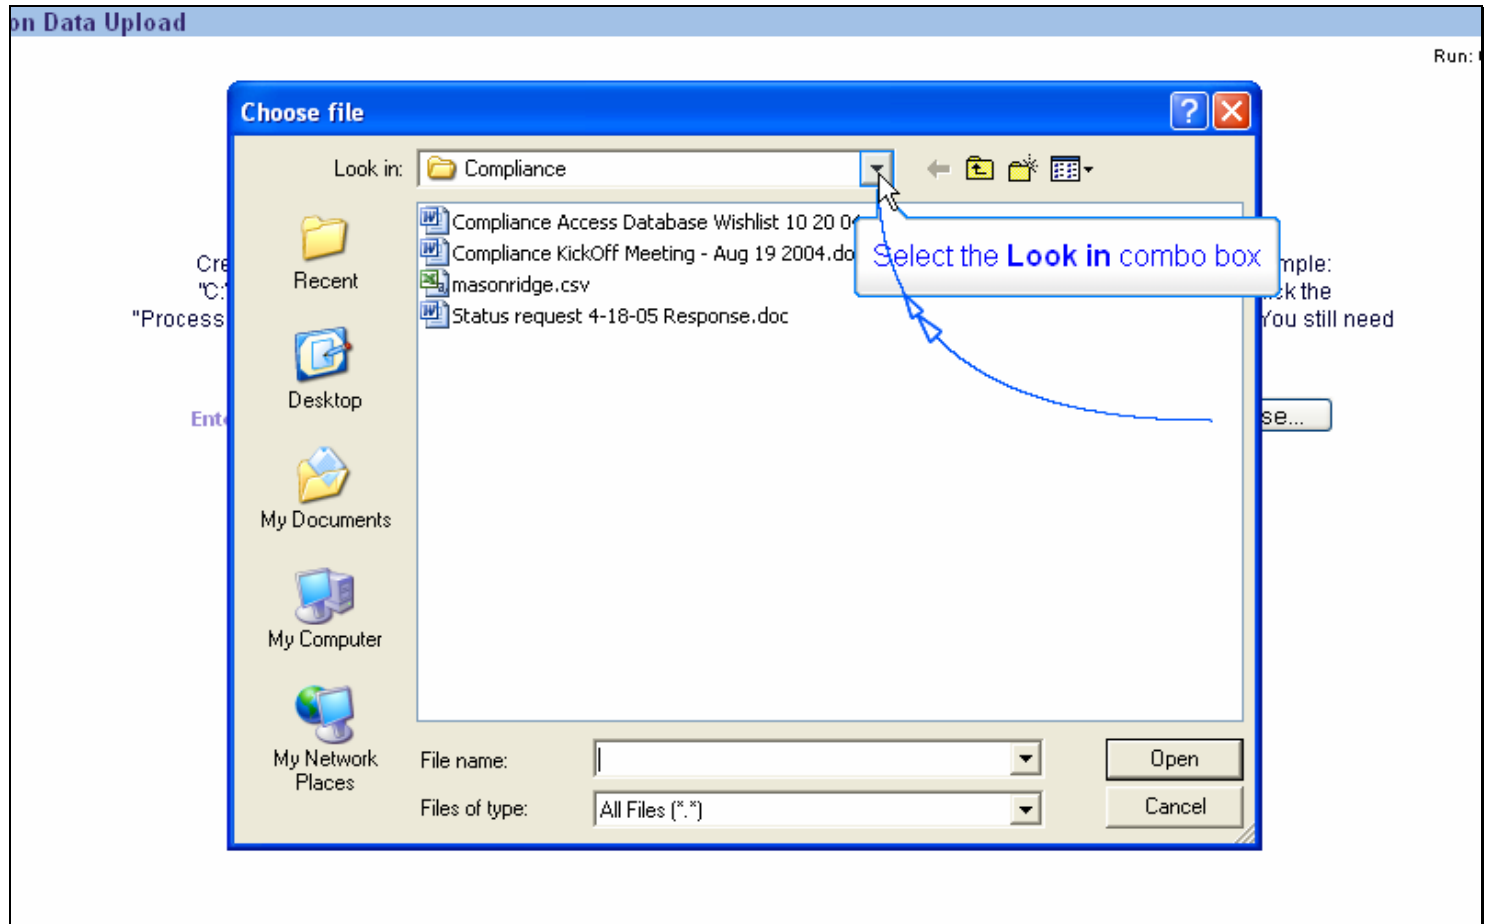 on Data Upload
Run:
Choose file
Look in: Compliance
Compliance Access Database Wishlist 10 20 0
Compliance KickOff Meeting - Aug 19 2004.do
masonridge.csv
Status request 4-18-05 Response.doc
Select the Look in combo box
Recent
Desktop
My Documents
My Computer
My Network
Places
Cre
"C:
"Process
Ente
mple:
ck the
You still need
se...
File name:
Open
Files of type: All Files (*.*)
Cancel